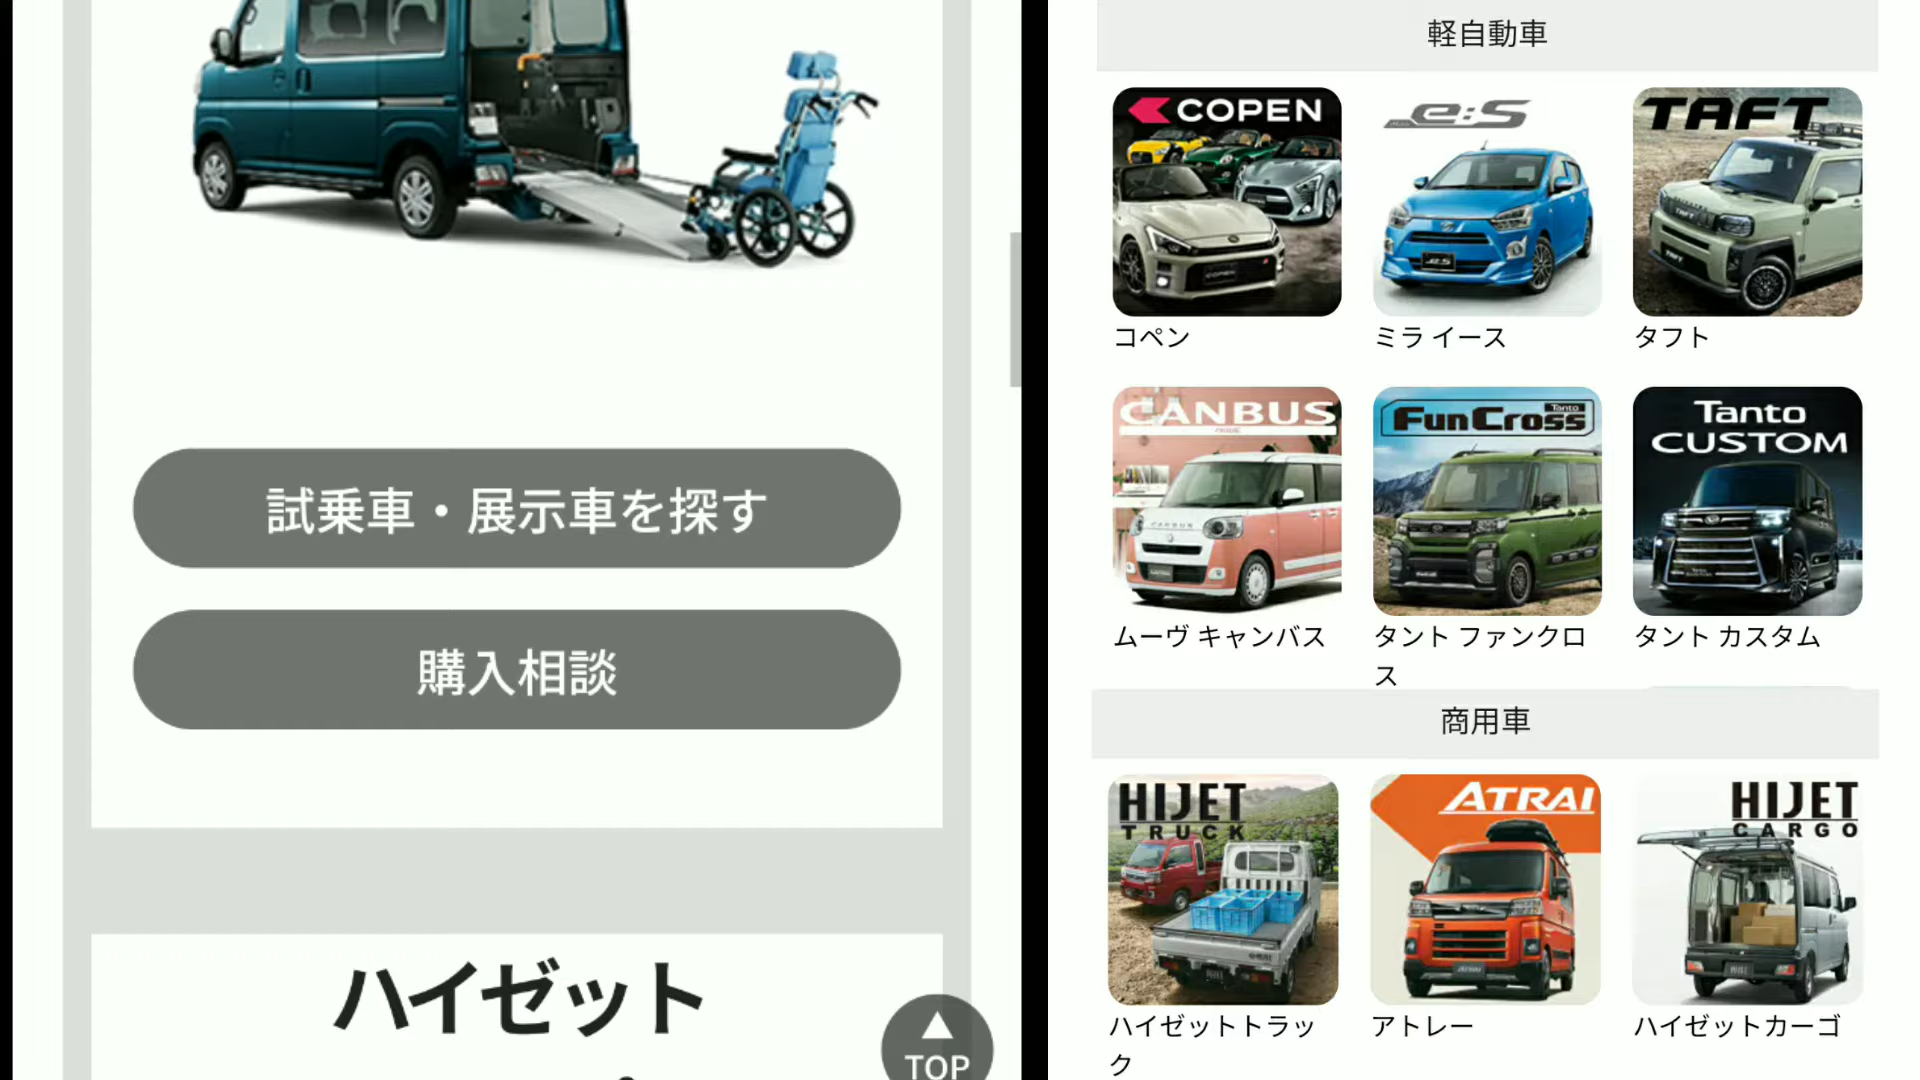 試乗車・展示車を探す
購入相談
ハイゼット
TOP
軽自動車
COPEN
e:S
TAFT
コペン
ミラ イース
タフト
CANBUS
Tanto
FunCross
Tanto
CUSTOM
ムーヴ キャンバス
タント ファンクロ
ス
タント カスタム
商用車
HIJET
TRUCK
ATRAI
HIJET
CARGO
ハイゼットトラッ
ク
アトレー
ハイゼットカーゴ